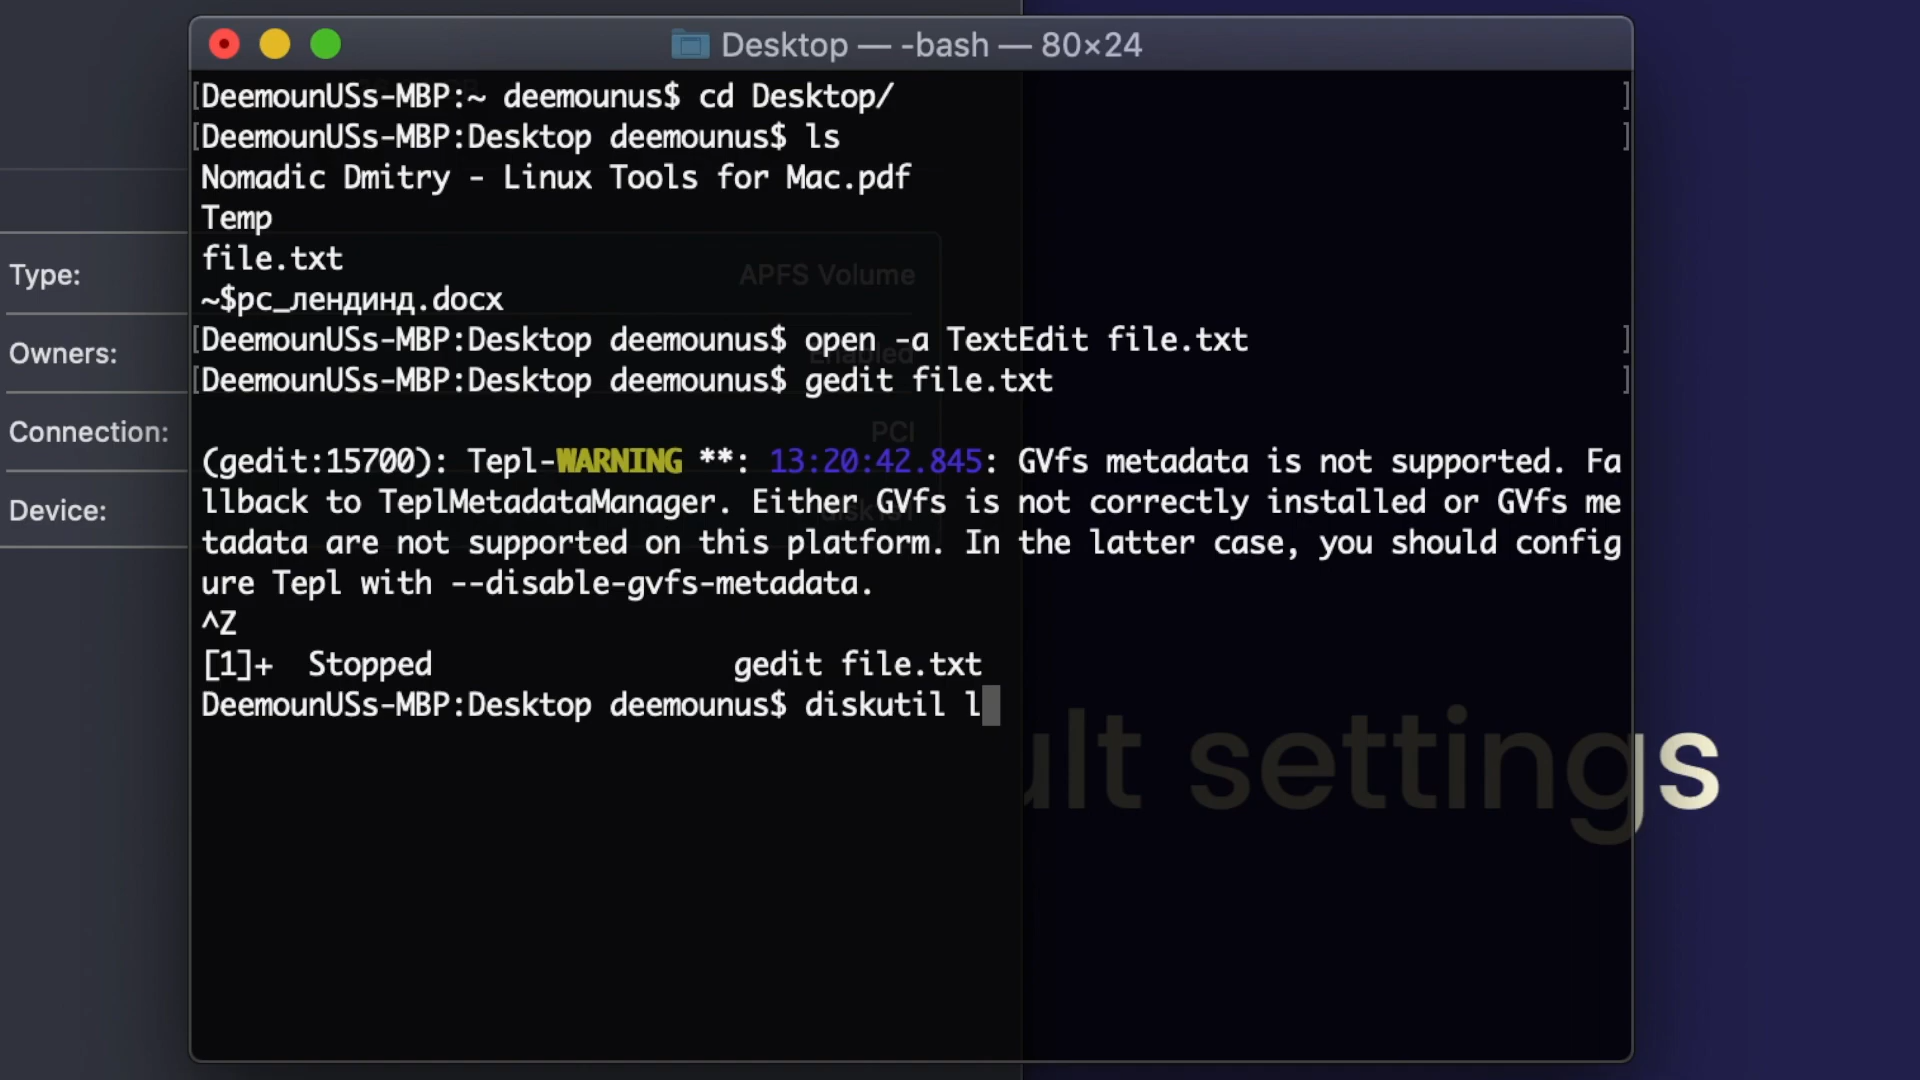 Desktop — -bash — 80×24
[DeemounUSs-MBP:~ deemounus$ cd Desktop/ ]
[DeemounUSs-MBP:Desktop deemounus$ ls ]
Nomadic Dmitry - Linux Tools for Mac.pdf
Temp
file.txt
~$рс_лендинд.docx
[DeemounUSs-MBP:Desktop deemounus$ open -a TextEdit file.txt ]
[DeemounUSs-MBP:Desktop deemounus$ gedit file.txt ]
(gedit:15700): Tepl-WARNING **: 13:20:42.845: GVfs metadata is not supported. Fa
llback to TeplMetadataManager. Either GVfs is not correctly installed or GVfs me
tadata are not supported on this platform. In the latter case, you should config
ure Tepl with --disable-gvfs-metadata.
^Z
[1]+  Stopped                 gedit file.txt
DeemounUSs-MBP:Desktop deemounus$ diskutil l
Type: APFS Volume
Owners: Enabled
Connection: PCI
Device:
ult settings